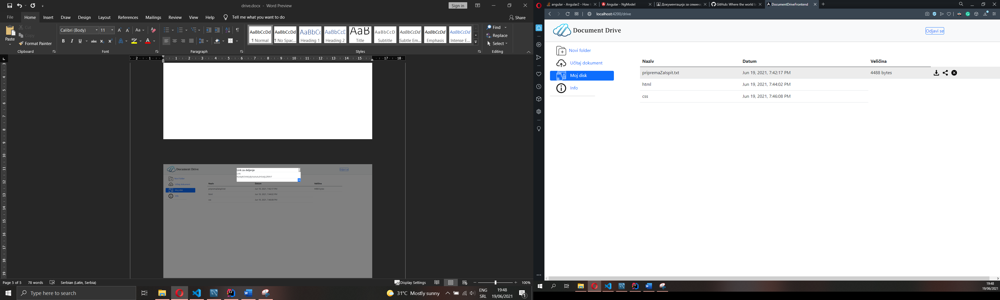 drive.docx - Word Preview
Sign in
File Home Insert Draw Design Layout References Mailings Review View Help Tell me what you want to do
Share
Paste
Cut
Copy
Format Painter
Clipboard
Calibri (Body) 11
Font
Paragraph
AaBbCcDd ¶ Normal
AaBbCcDd ¶ No Spac...
AaBbCc Heading 1
AaBbCcD Heading 2
AaB Title
AaBbCcD Subtitle
AaBbCcDd Subtle Em...
AaBbCcDd Emphasis
AaBbCcDd Intense E...
Styles
Find
Replace
Select
Editing
Document Drive
Odjavi se
Link za deljenje
Link:
Novi folder
Učitaj dokument
Moj disk
Info
Naziv Datum Veličina
pripremaZaIspit.txt Jun 19, 2021, 7:42:17 PM 4488 bytes
html Jun 19, 2021, 7:44:02 PM
css Jun 19, 2021, 7:46:08 PM
Page 5 of 5 78 words Serbian (Latin, Serbia)
Display Settings
100%
Type here to search
31°C Mostly sunny
ENG
SRL
19:48
19/06/2021
1
angular - Angular2 - How t
Angular - NgModel
Документација за семинар
GitHub: Where the world b
DocumentDriveFrontend
localhost:4200/drive
Document Drive
Odjavi se
Novi folder
Učitaj dokument
Moj disk
Info
Naziv Datum Veličina
pripremaZaIspit.txt Jun 19, 2021, 7:42:17 PM 4488 bytes
html Jun 19, 2021, 7:44:02 PM
css Jun 19, 2021, 7:46:08 PM
19:48
19/06/2021